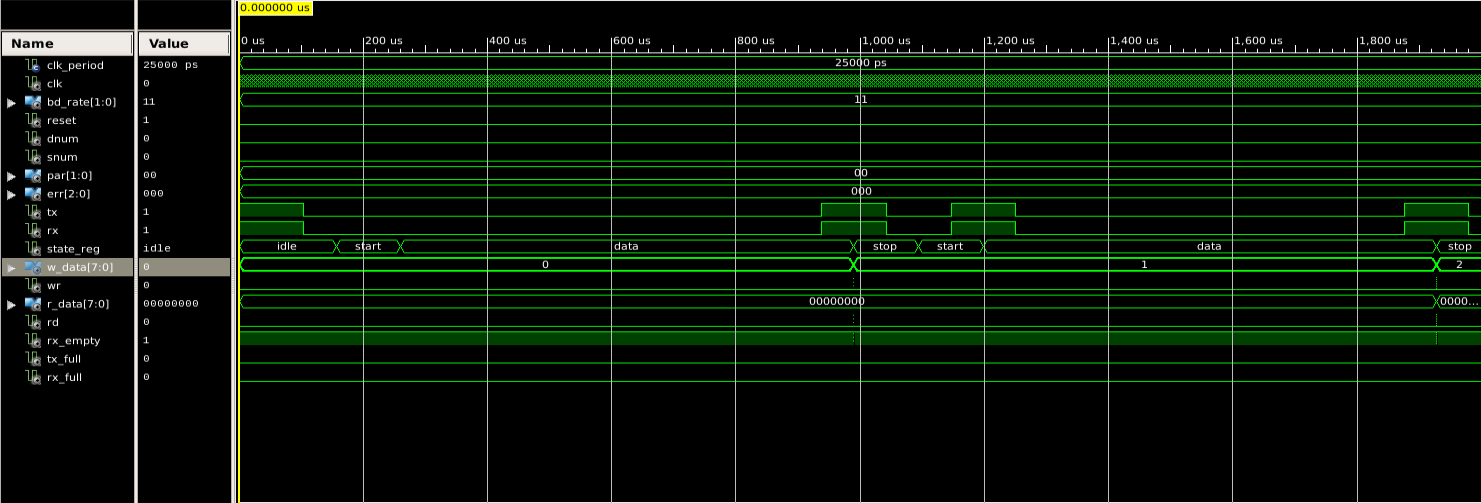 0.000000 us
Name Value 0 us 200 us 400 us 600 us 800 us 1,000 us 1,200 us 1,400 us 1,600 us 1,800 us
clk_period 25000 ps 25000 ps
clk 0
bd_rate[1:0] 11 11
reset 1
dnum 0
snum 0
par[1:0] 00 00
err[2:0] 000 000
tx 1
rx 1
state_reg idle idle start data stop start data stop
w_data[7:0] 0 0 1 2
wr 0
r_data[7:0] 00000000 00000000 0000...
rd 0
rx_empty 1
tx_full 0
rx_full 0